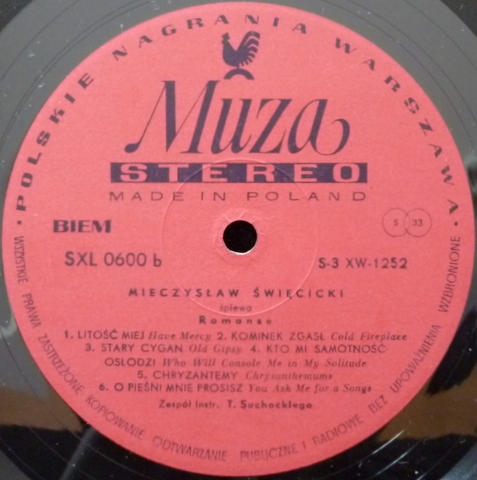 · POLSKIE NAGRANIA WARSZAWA ·
Muza
STEREO
MADE IN POLAND
BIEM
S 33
SXL 0600 b
S-3 XW-1252
MIECZYSŁAW ŚWIĘCICKI
śpiewa
Romanse
1. LITOŚĆ MIEJ Have Mercy 2. KOMINEK ZGASŁ Cold Fireplace
3. STARY CYGAN Old Gipsy 4. KTO MI SAMOTNOŚĆ
OSŁODZI Who Will Console Me in My Solitude
5. CHRYZANTEMY Chrysanthemums
6. O PIEŚNI MNIE PROSISZ You Ask Me for a Songs
Zespół Instr. T. Suchockiego
WSZYSTKIE PRAWA ZASTRZEŻONE KOPIOWANIE ODTWARZANIE PUBLICZNE I RADIOWE BEZ UPOWAŻNIENIA WZBRONIONE